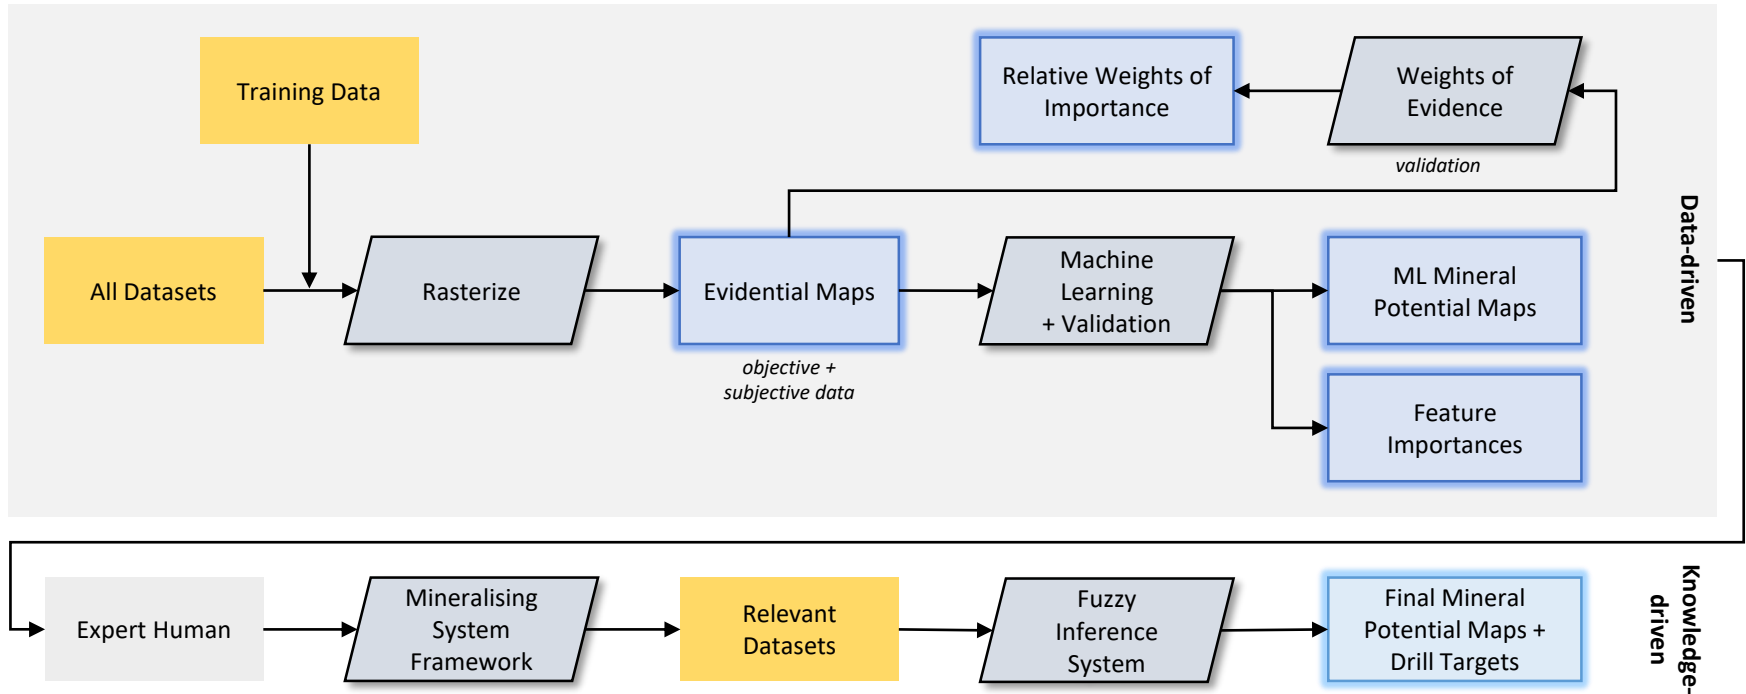 Training Data
Relative Weights of
Importance
Weights of
Evidence
validation
All Datasets
Rasterize
Evidential Maps
objective +
subjective data
Machine
Learning
+ Validation
ML Mineral
Potential Maps
Feature
Importances
Data-driven
Expert Human
Mineralising
System
Framework
Relevant
Datasets
Fuzzy
Inference
System
Final Mineral
Potential Maps +
Drill Targets
Knowledge-
driven